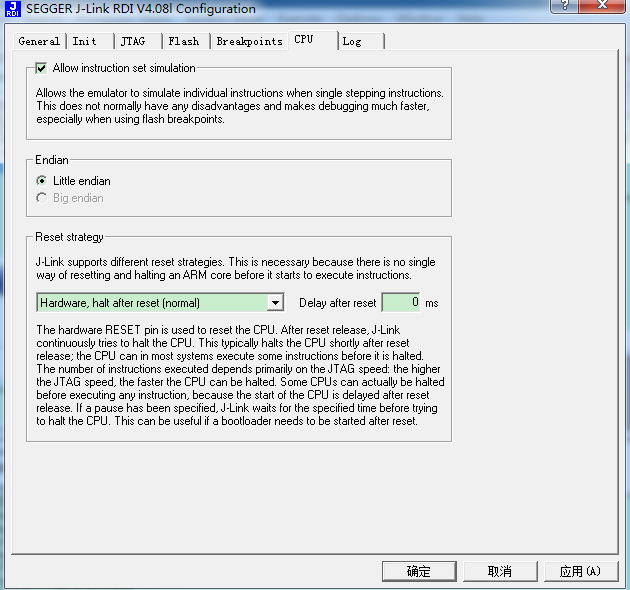 J
RDI
SEGGER J-Link RDI V4.08l Configuration
?
General
Init
JTAG
Flash
Breakpoints
CPU
Log
Allow instruction set simulation
Allows the emulator to simulate individual instructions when single stepping instructions.
This does not normally have any disadvantages and makes debugging much faster,
especially when using flash breakpoints.
Endian
Little endian
Big endian
Reset strategy
J-Link supports different reset strategies. This is necessary because there is no single
way of resetting and halting an ARM core before it starts to execute instructions.
Hardware, halt after reset (normal)
Delay after reset
0
ms
The hardware RESET pin is used to reset the CPU. After reset release, J-Link
continuously tries to halt the CPU. This typically halts the CPU shortly after reset
release; the CPU can in most systems execute some instructions before it is halted.
The number of instructions executed depends primarily on the JTAG speed: the higher
the JTAG speed, the faster the CPU can be halted. Some CPUs can actually be halted
before executing any instruction, because the start of the CPU is delayed after reset
release. If a pause has been specified, J-Link waits for the specified time before trying
to halt the CPU. This can be useful if a bootloader needs to be started after reset.
确定
取消
应用(A)